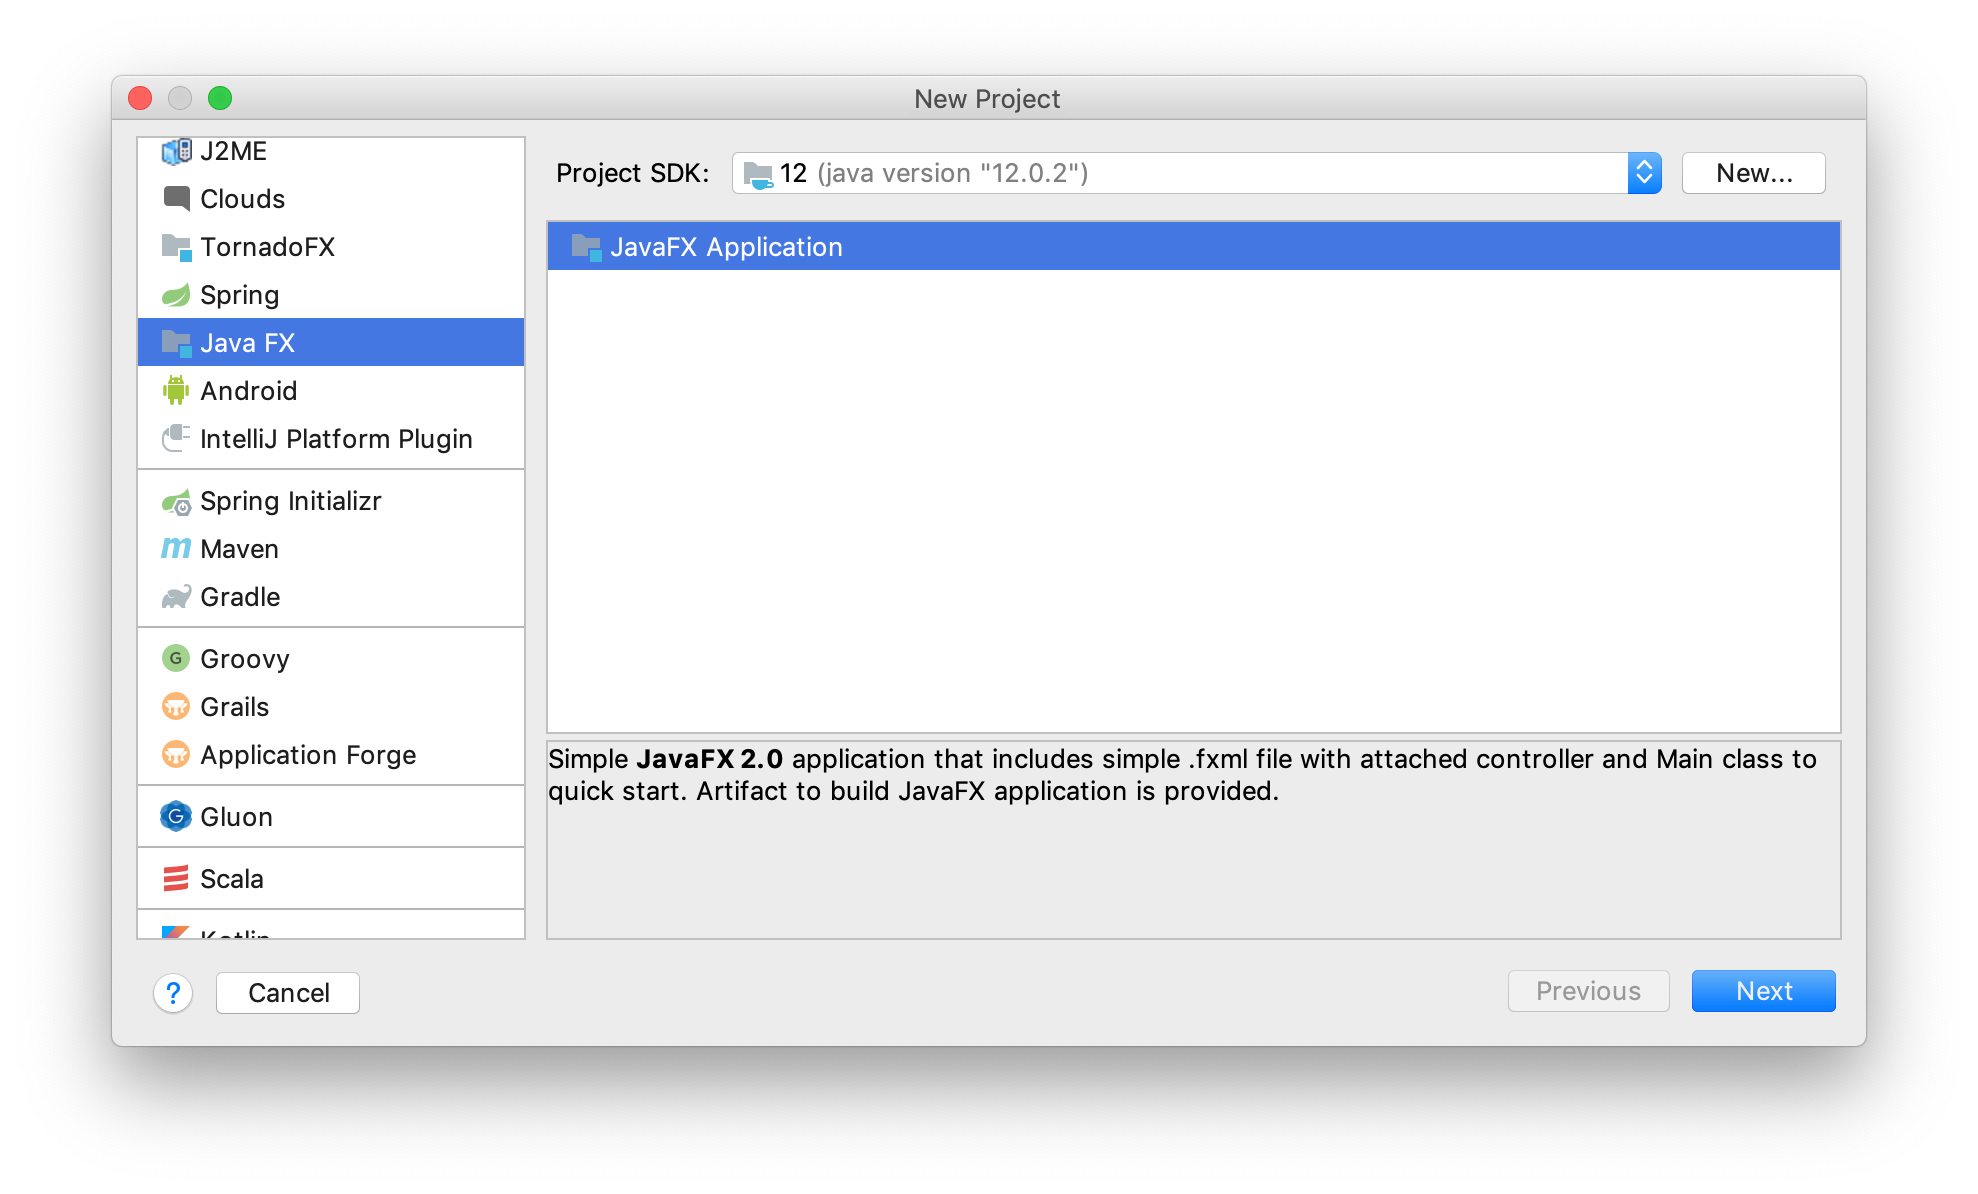 New Project
J2ME
Clouds
TornadoFX
Spring
Java FX
Android
IntelliJ Platform Plugin
Spring Initializr
m Maven
Gradle
G Groovy
Grails
Application Forge
G Gluon
Scala
Kotlin
Project SDK: 12 (java version "12.0.2") New...
JavaFX Application
Simple JavaFX 2.0 application that includes simple .fxml file with attached controller and Main class to
quick start. Artifact to build JavaFX application is provided.
? Cancel Previous Next